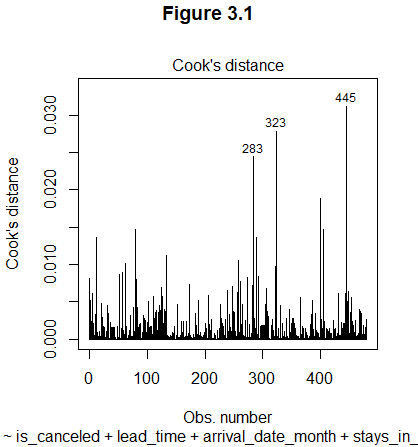 Figure 3.1
Cook's distance
445
323
283
0.030
0.020
0.010
0.000
Cook's distance
0 100 200 300 400
Obs. number
~ is_canceled + lead_time + arrival_date_month + stays_in_